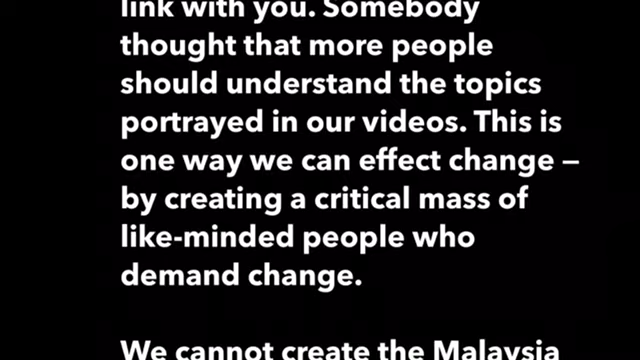 link with you. Somebody
thought that more people
should understand the topics
portrayed in our videos. This is
one way we can effect change –
by creating a critical mass of
like-minded people who
demand change.
We cannot create the Malaysia